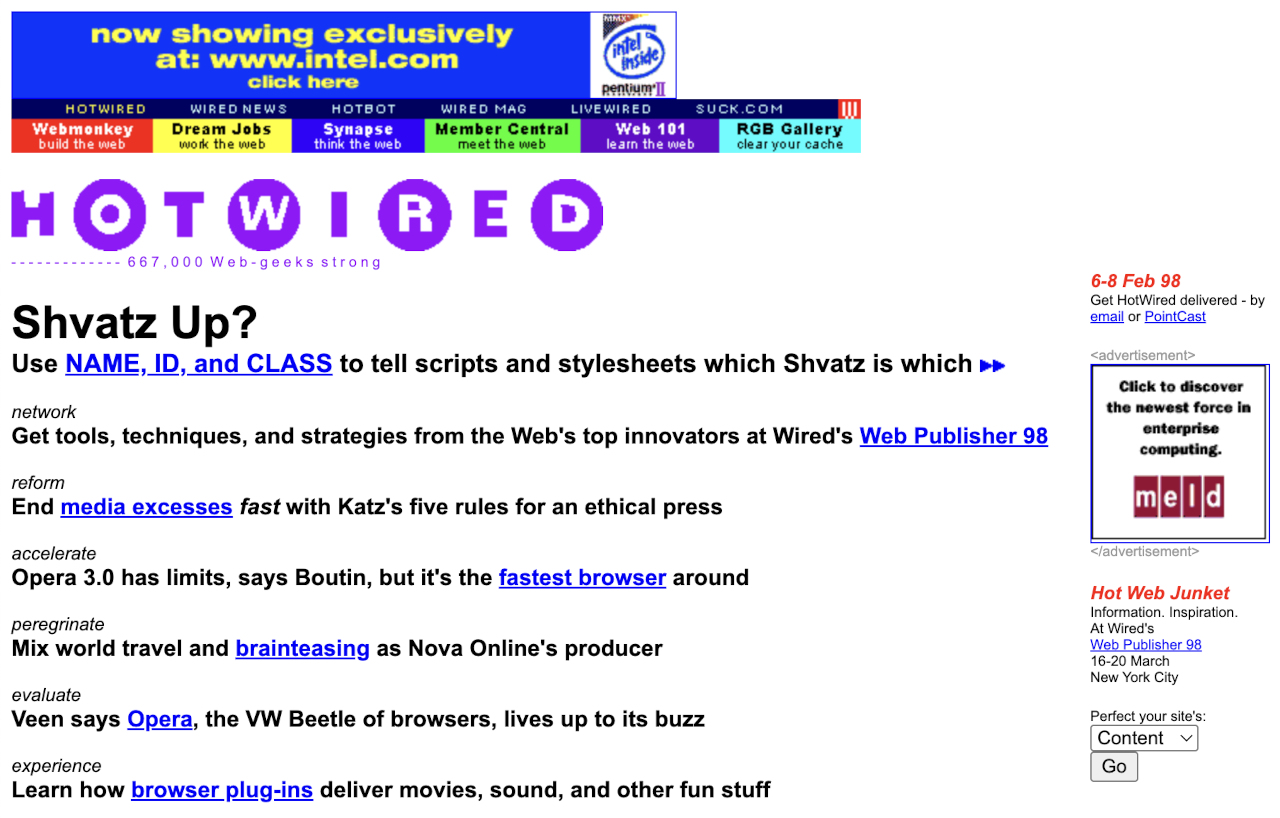 now showing exclusively
at: www.intel.com
click here
MMX
intel
inside
pentium II
HOTWIRED WIRED NEWS HOTBOT WIRED MAG LIVEWIRED SUCK.COM
Webmonkey Dream Jobs Synapse Member Central Web 101 RGB Gallery
build the web work the web think the web meet the web learn the web clear your cache
HOTWIRED
- - - - - - - - - - - - - 667,000 Web-geeks strong
Shvatz Up?
Use NAME, ID, and CLASS to tell scripts and stylesheets which Shvatz is which
network
Get tools, techniques, and strategies from the Web's top innovators at Wired's Web Publisher 98
reform
End media excesses fast with Katz's five rules for an ethical press
accelerate
Opera 3.0 has limits, says Boutin, but it's the fastest browser around
peregrinate
Mix world travel and brainteasing as Nova Online's producer
evaluate
Veen says Opera, the VW Beetle of browsers, lives up to its buzz
experience
Learn how browser plug-ins deliver movies, sound, and other fun stuff
6-8 Feb 98
Get HotWired delivered - by
email or PointCast
<advertisement>
Click to discover
the newest force in
enterprise
computing.
meld
</advertisement>
Hot Web Junket
Information. Inspiration.
At Wired's
Web Publisher 98
16-20 March
New York City
Perfect your site's:
Content
Go